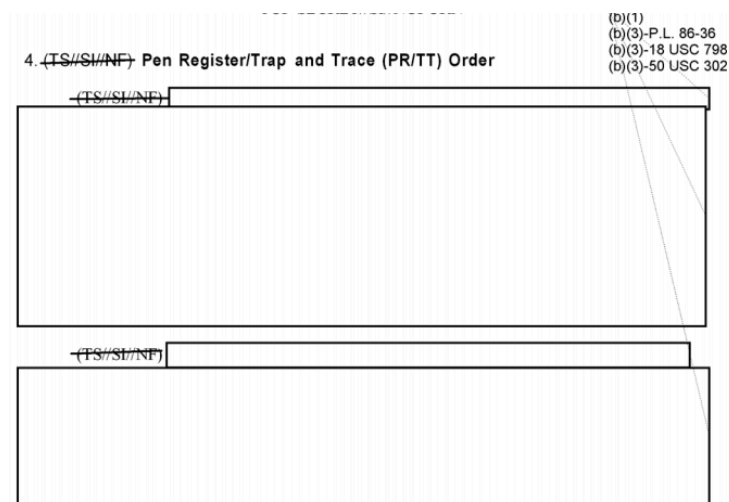 (b)(1)
(b)(3)-P.L. 86-36
(b)(3)-18 USC 798
(b)(3)-50 USC 302
4. (TS//SI//NF) Pen Register/Trap and Trace (PR/TT) Order
(TS//SI//NF)
(TS//SI//NF)